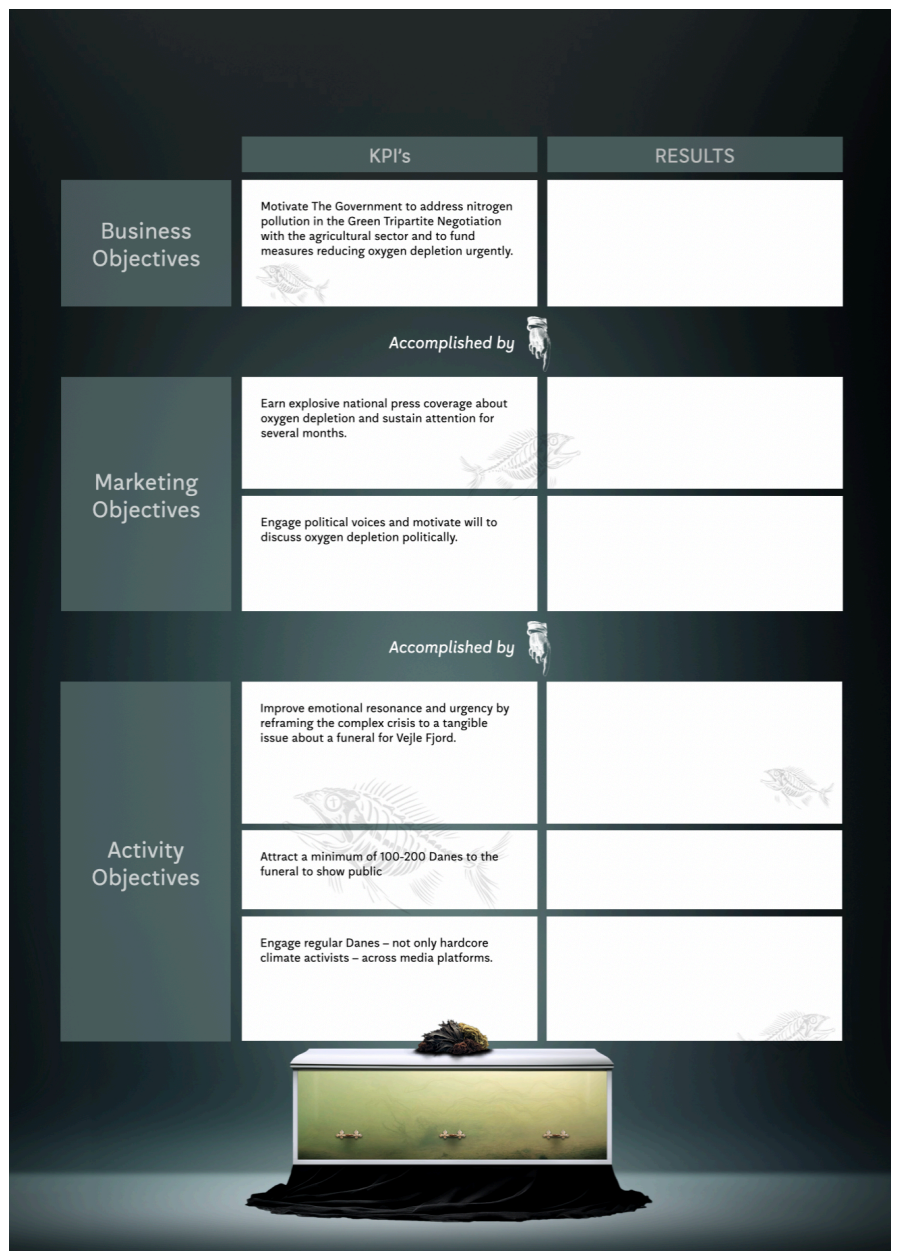 KPI's
RESULTS
Business
Objectives
Motivate The Government to address nitrogen
pollution in the Green Tripartite Negotiation
with the agricultural sector and to fund
measures reducing oxygen depletion urgently.
Accomplished by
Marketing
Objectives
Earn explosive national press coverage about
oxygen depletion and sustain attention for
several months.
Engage political voices and motivate will to
discuss oxygen depletion politically.
Accomplished by
Activity
Objectives
Improve emotional resonance and urgency by
reframing the complex crisis to a tangible
issue about a funeral for Vejle Fjord.
Attract a minimum of 100-200 Danes to the
funeral to show public
Engage regular Danes – not only hardcore
climate activists – across media platforms.